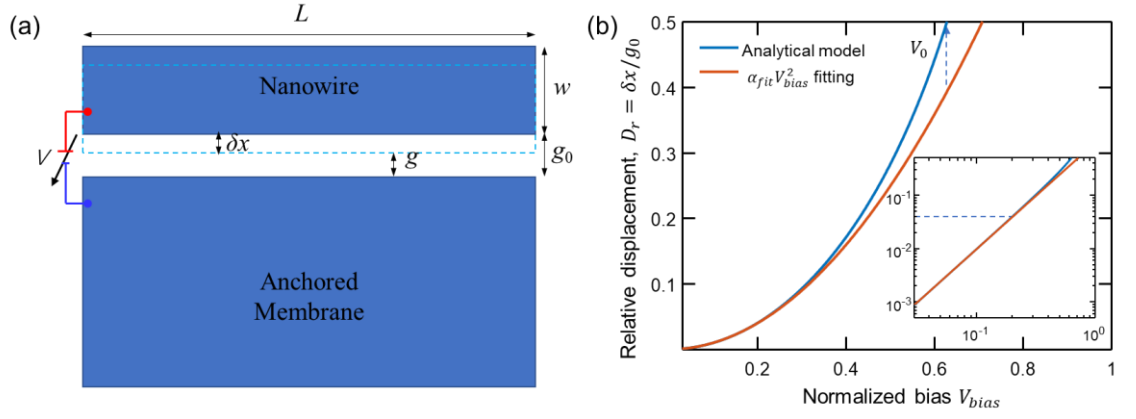 (a)
L
Nanowire
w
δx
g₀
g
V
Anchored
Membrane
(b)
Relative displacement, Dᵣ = δx/g₀
0.5
0.4
0.3
0.2
0.1
Analytical model
α_fit V²_bias fitting
V₀
10⁻¹
10⁻²
10⁻³
10⁻¹ 10⁰
0.2 0.4 0.6 0.8 1
Normalized bias V_bias